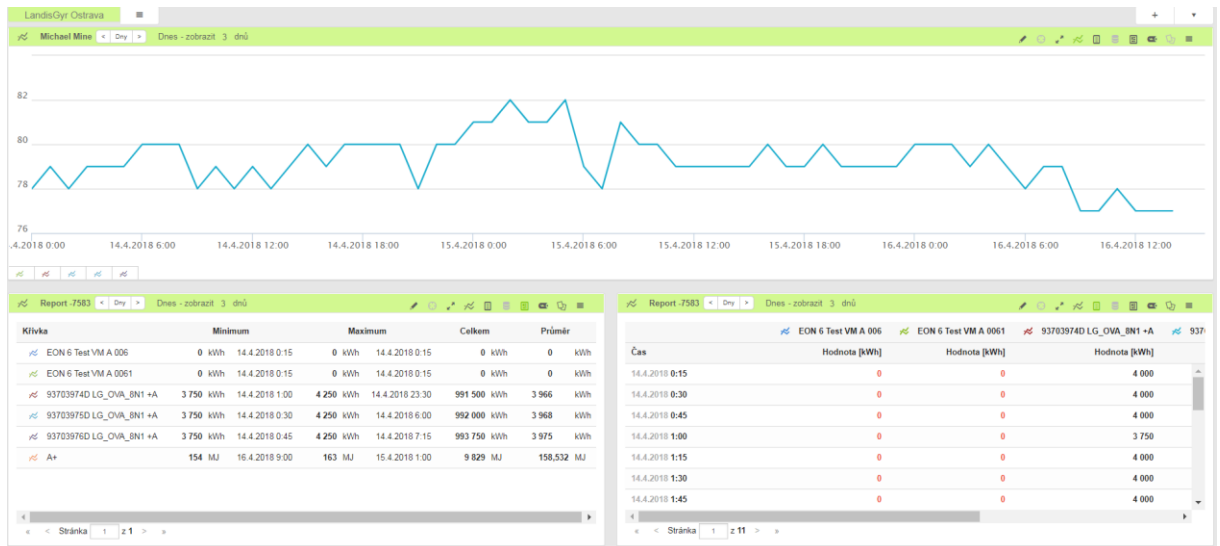 LandisGyr Ostrava
Michael Mine < Dny > Dnes - zobrazit 3 dnů
82
80
78
76
.4.2018 0:00 14.4.2018 6:00 14.4.2018 12:00 14.4.2018 18:00 15.4.2018 0:00 15.4.2018 6:00 15.4.2018 12:00 15.4.2018 18:00 16.4.2018 0:00 16.4.2018 6:00 16.4.2018 12:00
Report -7583 < Dny > Dnes - zobrazit 3 dnů
Křivka Minimum Maximum Celkem Průměr
EON 6 Test VM A 006 0 kWh 14.4.2018 0:15 0 kWh 14.4.2018 0:15 0 kWh 0 kWh
EON 6 Test VM A 0061 0 kWh 14.4.2018 0:15 0 kWh 14.4.2018 0:15 0 kWh 0 kWh
93703974D LG_OVA_8N1 +A 3 750 kWh 14.4.2018 1:00 4 250 kWh 14.4.2018 23:30 991 500 kWh 3 966 kWh
93703975D LG_OVA_8N1 +A 3 750 kWh 14.4.2018 0:30 4 250 kWh 14.4.2018 6:00 992 000 kWh 3 968 kWh
93703976D LG_OVA_8N1 +A 3 750 kWh 14.4.2018 0:45 4 250 kWh 14.4.2018 7:15 993 750 kWh 3 975 kWh
A+ 154 MJ 16.4.2018 9:00 163 MJ 15.4.2018 1:00 9 829 MJ 158,532 MJ
« < Stránka 1 z 1 > »
Report -7583 < Dny > Dnes - zobrazit 3 dnů
EON 6 Test VM A 006 EON 6 Test VM A 0061 93703974D LG_OVA_8N1 +A 937
Čas Hodnota [kWh] Hodnota [kWh] Hodnota [kWh]
14.4.2018 0:15 0 0 4 000
14.4.2018 0:30 0 0 4 000
14.4.2018 0:45 0 0 4 000
14.4.2018 1:00 0 0 3 750
14.4.2018 1:15 0 0 4 000
14.4.2018 1:30 0 0 4 000
14.4.2018 1:45 0 0 4 000
« < Stránka 1 z 11 > »